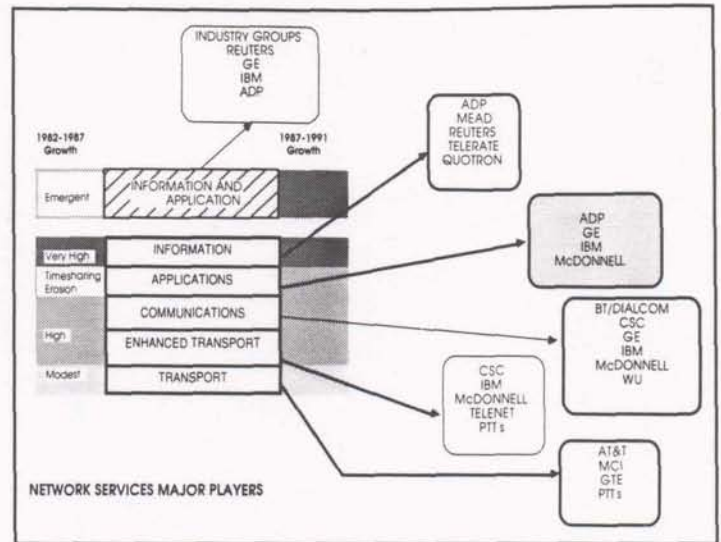 INDUSTRY GROUPS
REUTERS
GE
IBM
ADP
1982-1987
Growth
1987-1991
Growth
ADP
MEAD
REUTERS
TELERATE
QUOTRON
Emergent
INFORMATION AND
APPLICATION
ADP
GE
IBM
McDONNELL
Very High
INFORMATION
Timesharing
Erosion
APPLICATIONS
COMMUNICATIONS
High
ENHANCED TRANSPORT
Modest
TRANSPORT
BT/DIALCOM
CSC
GE
IBM
McDONNELL
WU
CSC
IBM
McDONNELL
TELENET
PTTs
AT&T
MCI
GTE
PTTs
NETWORK SERVICES MAJOR PLAYERS